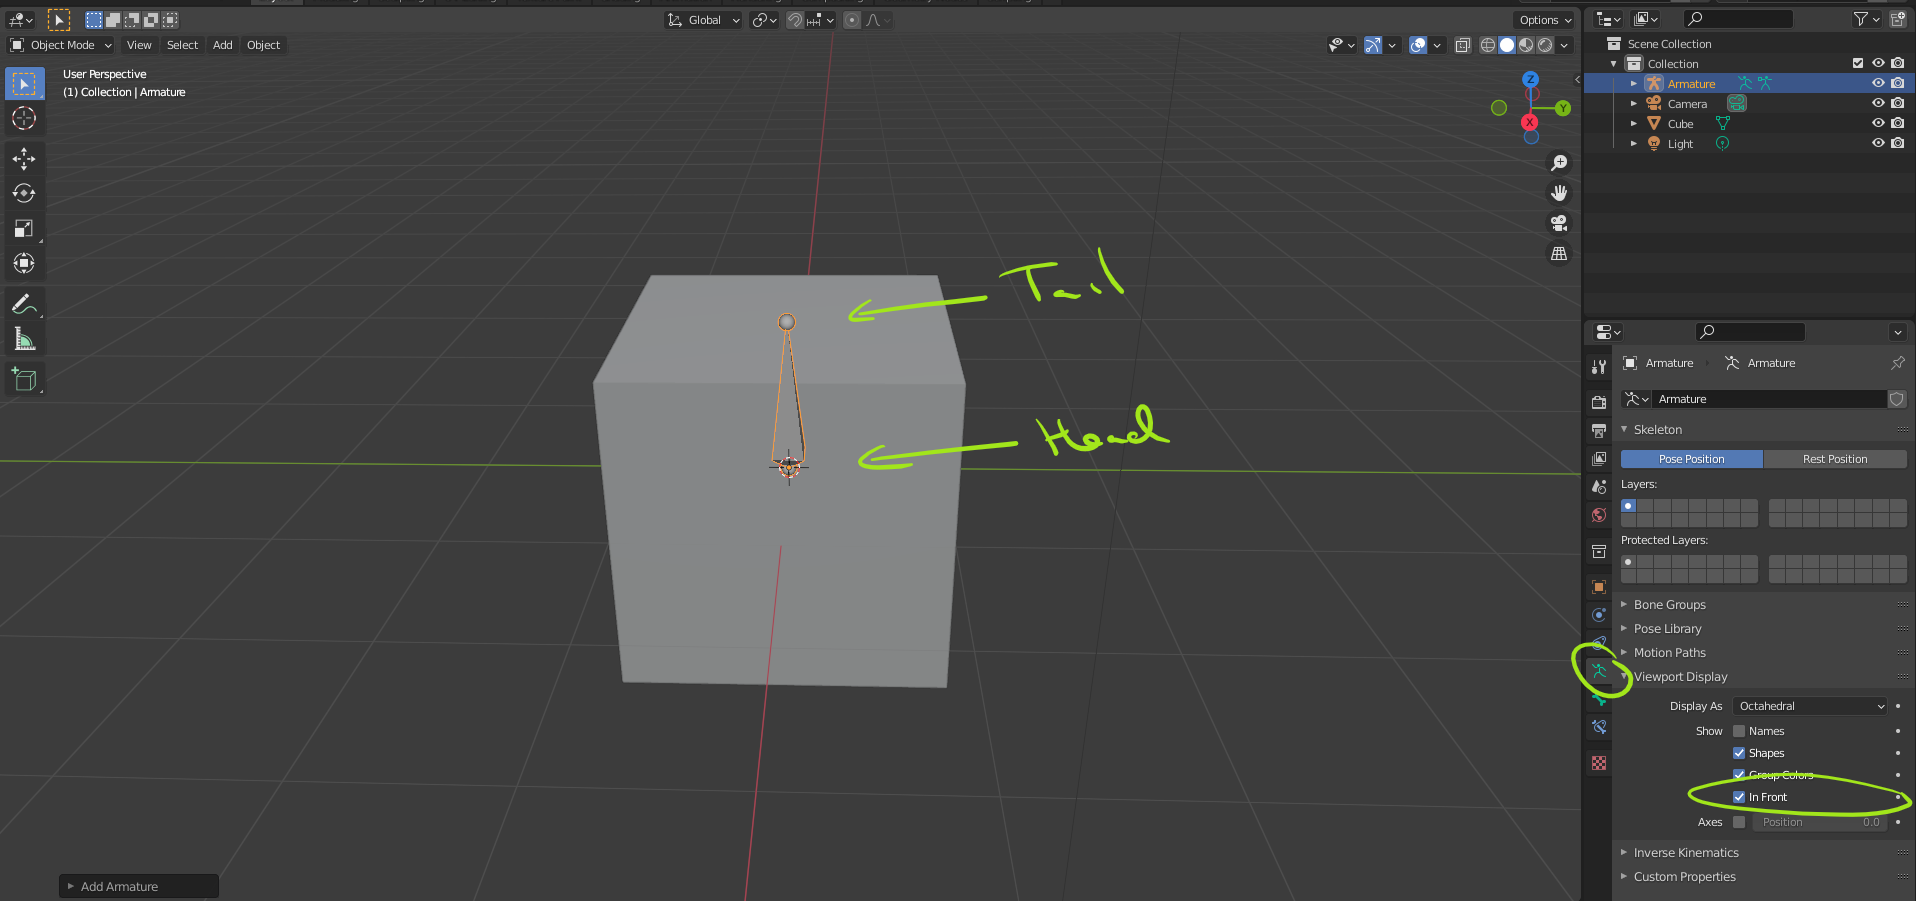 Global
Options
Object Mode
View
Select
Add
Object
User Perspective
(1) Collection | Armature
Z
Y
X
Tail
Head
Add Armature
Scene Collection
Collection
Armature
Camera
Cube
Light
Armature
Armature
Armature
Skeleton
Pose Position
Rest Position
Layers:
Protected Layers:
Bone Groups
Pose Library
Motion Paths
Viewport Display
Display As Octahedral
Show Names
Shapes
Group Colors
In Front
Axes Position 0.0
Inverse Kinematics
Custom Properties